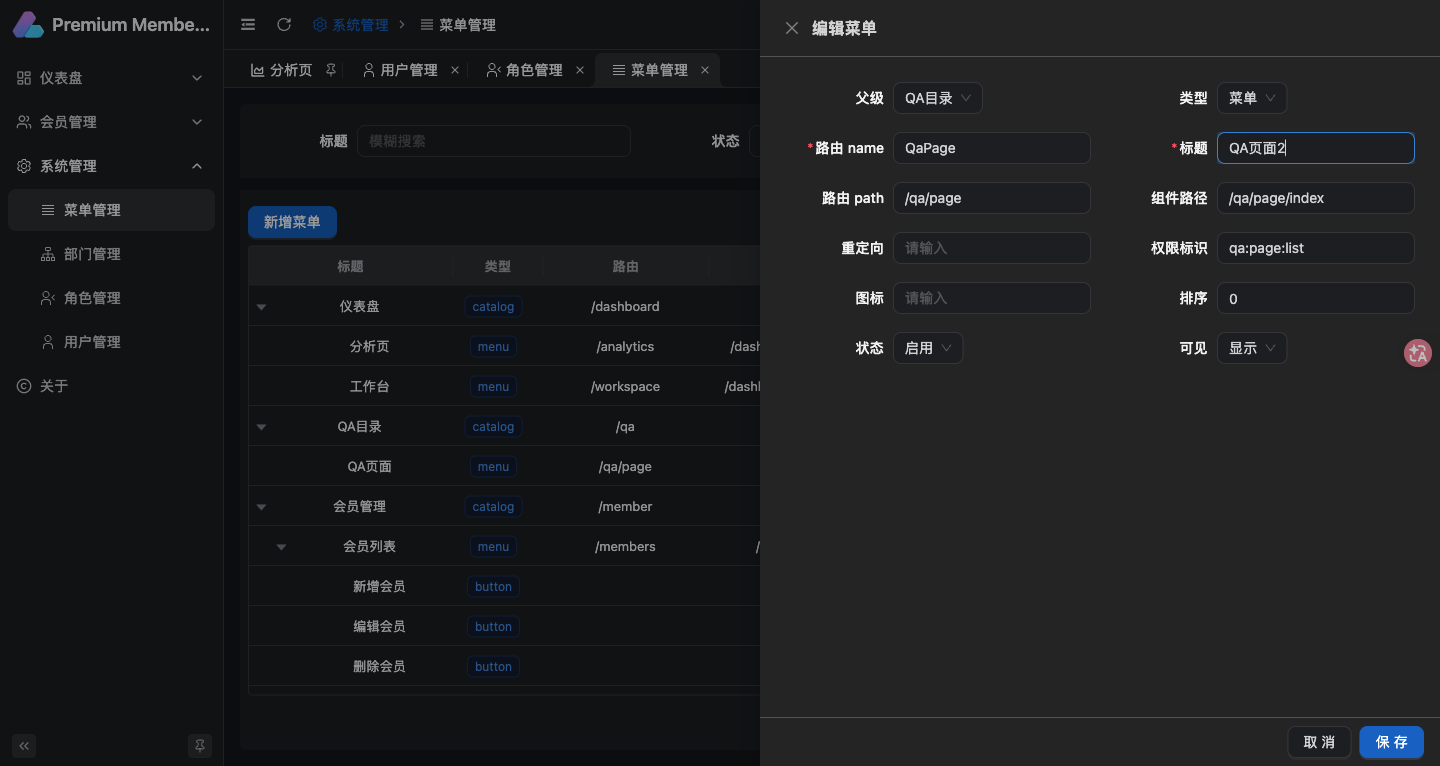 Premium Membe...
仪表盘
会员管理
系统管理
菜单管理
部门管理
角色管理
用户管理
关于
系统管理 菜单管理
分析页 用户管理 角色管理 菜单管理
标题 模糊搜索 状态
新增菜单
标题 类型 路由
仪表盘 catalog /dashboard
分析页 menu /analytics /dash
工作台 menu /workspace /dashl
QA目录 catalog /qa
QA页面 menu /qa/page
会员管理 catalog /member
会员列表 menu /members /
新增会员 button
编辑会员 button
删除会员 button
编辑菜单
父级 QA目录 类型 菜单
*路由 name QaPage *标题 QA页面2
路由 path /qa/page 组件路径 /qa/page/index
重定向 请输入 权限标识 qa:page:list
图标 请输入 排序 0
状态 启用 可见 显示
取 消 保 存